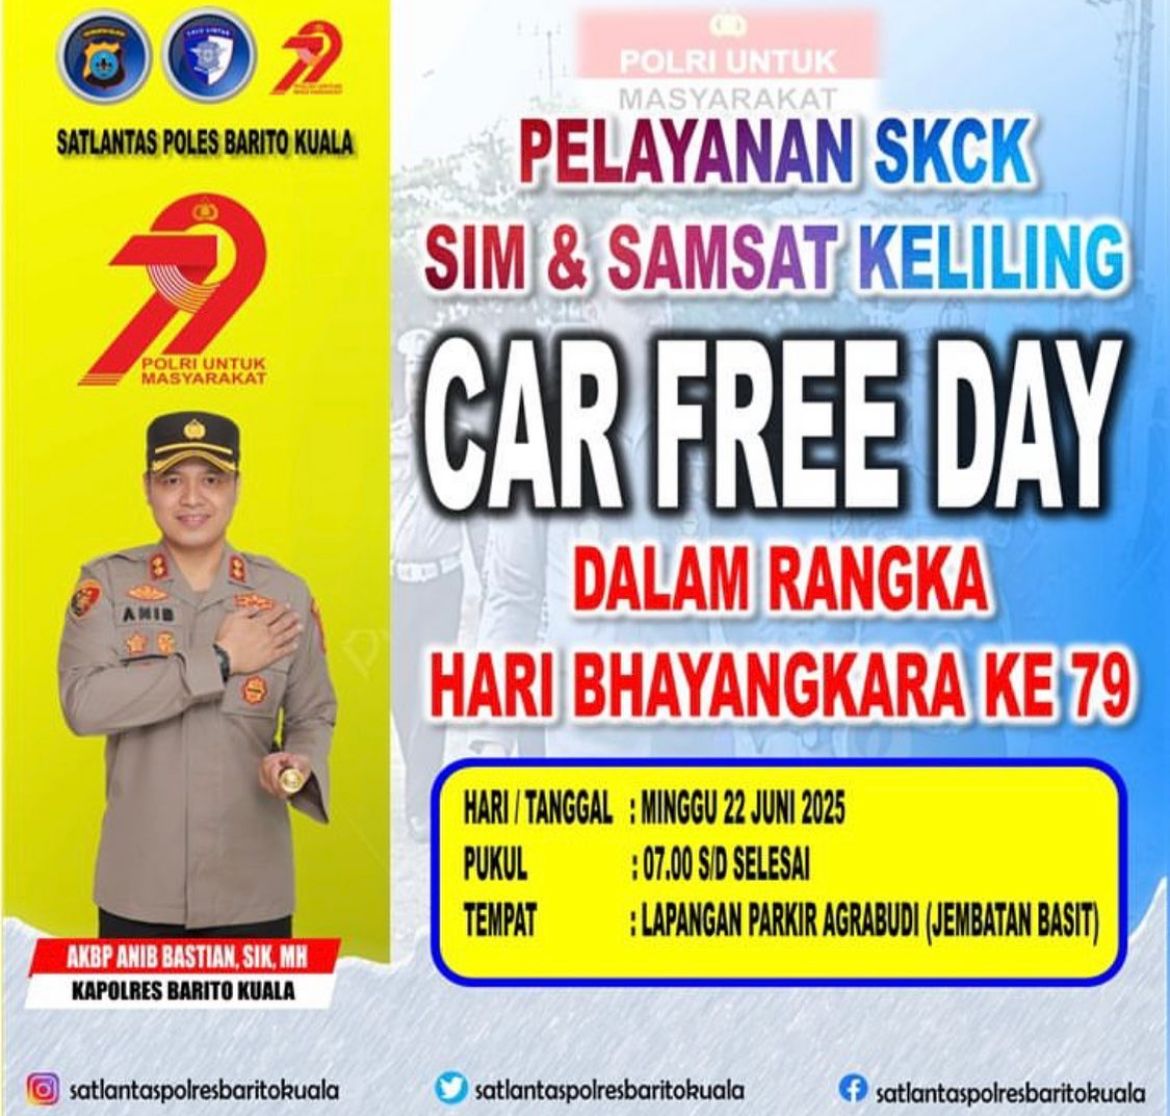 SATLANTAS POLES BARITO KUALA
POLRI UNTUK
MASYARAKAT
ANIB
AKBP ANIB BASTIAN, SIK, MH
KAPOLRES BARITO KUALA
POLRI UNTUK
MASYARAKAT
PELAYANAN SKCK
SIM & SAMSAT KELILING
CAR FREE DAY
DALAM RANGKA
HARI BHAYANGKARA KE 79
HARI / TANGGAL : MINGGU 22 JUNI 2025
PUKUL : 07.00 S/D SELESAI
TEMPAT : LAPANGAN PARKIR AGRABUDI (JEMBATAN BASIT)
satlantaspolresbaritokuala
satlantaspolresbaritokuala
satlantaspolresbaritokuala